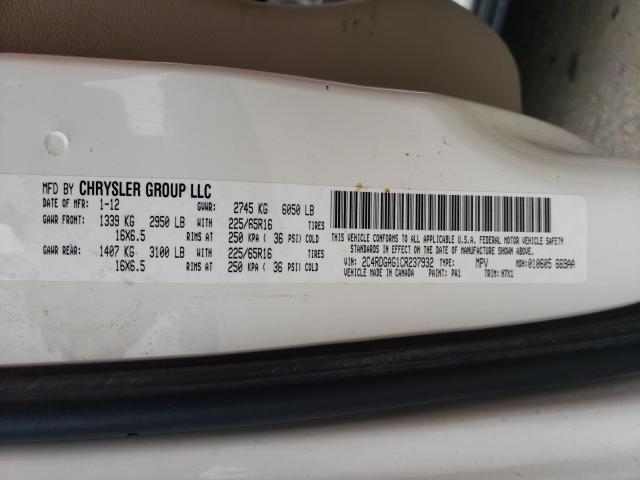 MFD BY CHRYSLER GROUP LLC
DATE OF MFR: 1-12 GVWR: 2745 KG 6050 LB
GAWR FRONT: 1339 KG 2950 LB WITH 225/65R16 TIRES
16X6.5 RIMS AT 250 KPA ( 36 PSI) COLD
GAWR REAR: 1407 KG 3100 LB WITH 225/65R16 TIRES
16X6.5 RIMS AT 250 KPA ( 36 PSI) COLD
THIS VEHICLE CONFORMS TO ALL APPLICABLE U.S.A. FEDERAL MOTOR VEHICLE SAFETY
STANDARDS IN EFFECT ON THE DATE OF MANUFACTURE SHOWN ABOVE.
VIN: 2C4RDGAG1CR237932 TYPE: MPV MDH: 010605 669AA
VEHICLE MADE IN CANADA PAINT: PW1 TRIM: H7X1